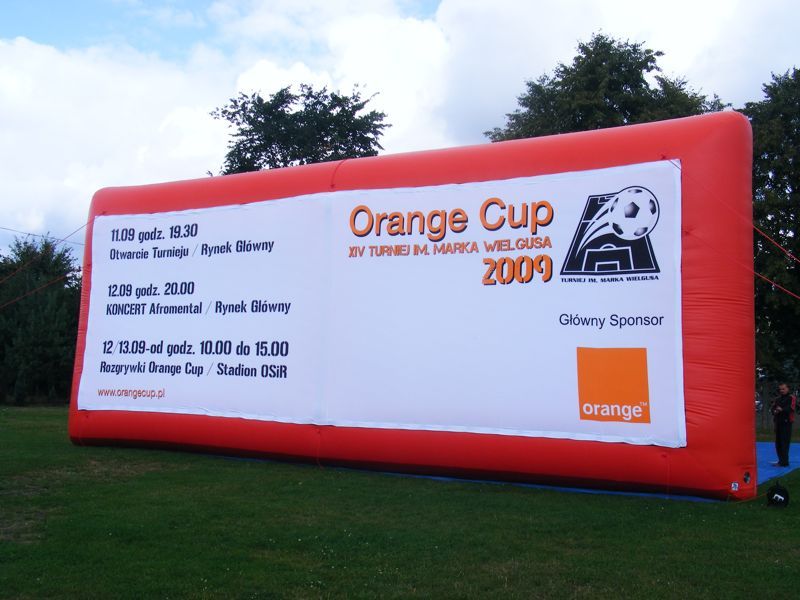 11.09 godz. 19.30
Otwarcie Turnieju / Rynek Główny
12.09 godz. 20.00
KONCERT Afromental / Rynek Główny
12/13.09-od godz. 10.00 do 15.00
Rozgrywki Orange Cup / Stadion OSiR
www.orangecup.pl
Orange Cup
XIV TURNIEJ IM. MARKA WIELGUSA
2009
TURNIEJ IM. MARKA WIELGUSA
Główny Sponsor
orange™